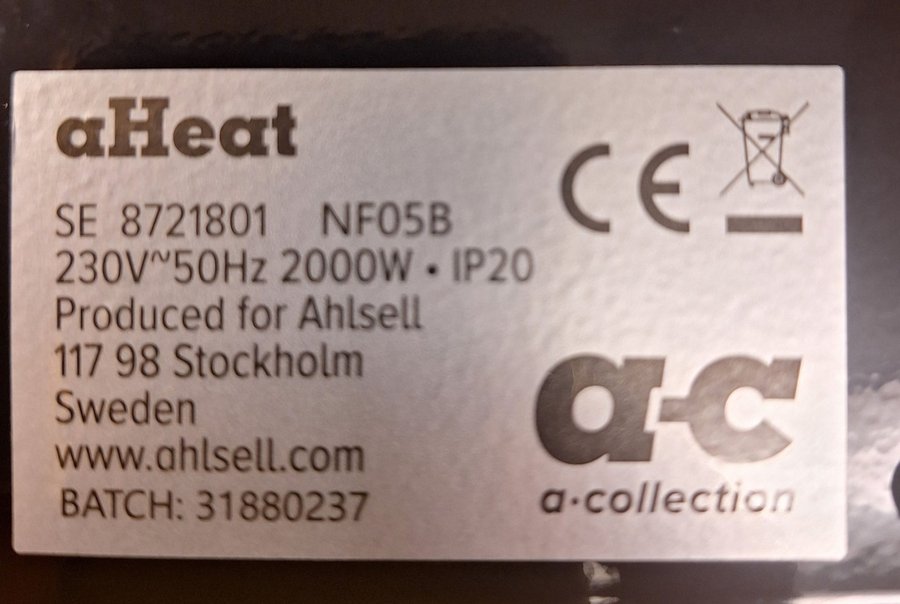 aHeat
SE 8721801 NF05B
230V~50Hz 2000W • IP20
Produced for Ahlsell
117 98 Stockholm
Sweden
www.ahlsell.com
BATCH: 31880237
CE
a-c
a·collection